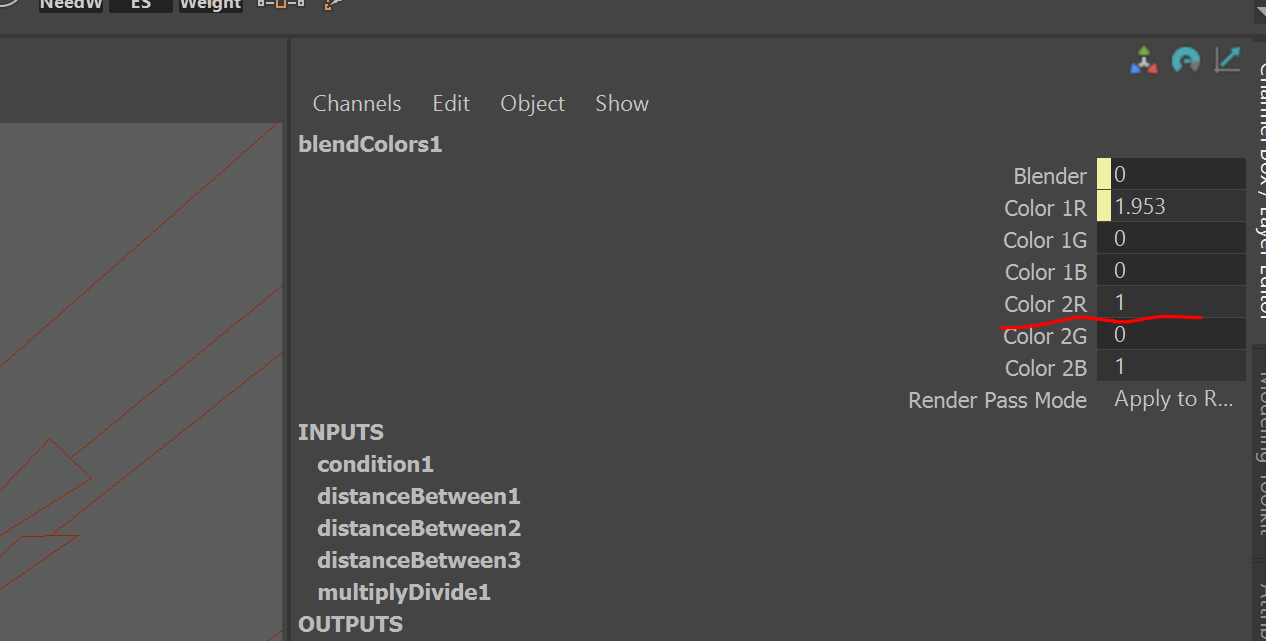 NeedW ES Weight
Channels Edit Object Show
blendColors1
Blender 0
Color 1R 1.953
Color 1G 0
Color 1B 0
Color 2R 1
Color 2G 0
Color 2B 1
Render Pass Mode Apply to R...
INPUTS
condition1
distanceBetween1
distanceBetween2
distanceBetween3
multiplyDivide1
OUTPUTS
Channel Box / Layer Editor
Modeling Toolkit